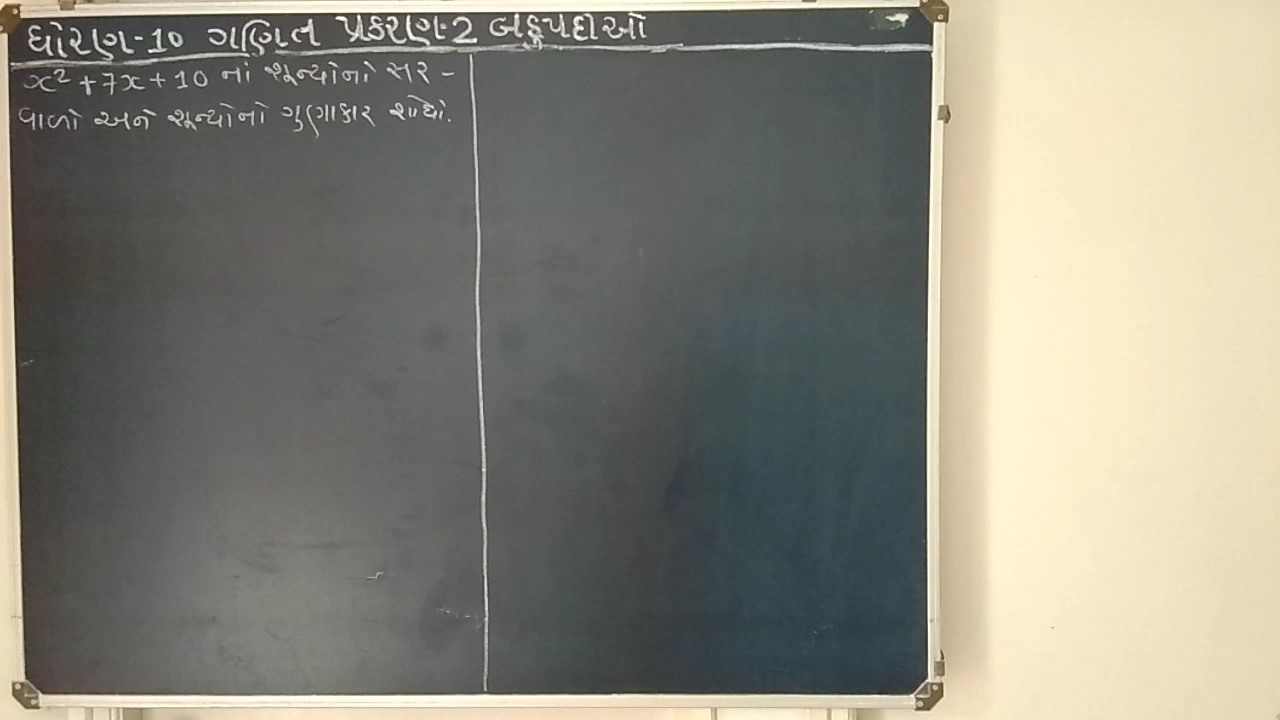 ધોરણ-10 ગણિત પ્રકરણ-2 બહુપદીઓ
x²+7x+10 નાં શૂન્યોનો સર-
વાળો અને શૂન્યોનો ગુણાકાર શોધો.